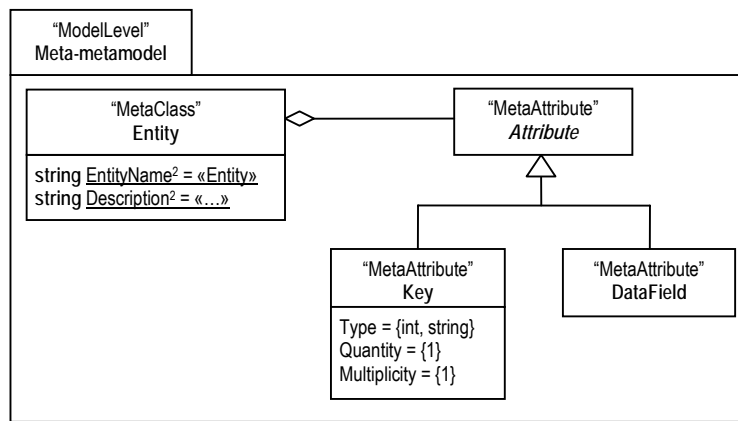 “ModelLevel”
Meta-metamodel
“MetaClass”
Entity
string EntityName² = «Entity»
string Description² = «…»
“MetaAttribute”
Attribute
“MetaAttribute”
Key
Type = {int, string}
Quantity = {1}
Multiplicity = {1}
“MetaAttribute”
DataField